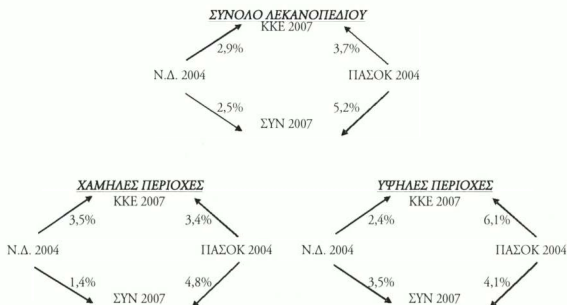 ΣΥΝΟΛΟ ΛΕΚΑΝΟΠΕΔΙΟΥ
ΚΚΕ 2007
2,9% 3,7%
Ν.Δ. 2004 ΠΑΣΟΚ 2004
2,5% 5,2%
ΣΥΝ 2007
ΧΑΜΗΛΕΣ ΠΕΡΙΟΧΕΣ
ΚΚΕ 2007
3,5% 3,4%
Ν.Δ. 2004 ΠΑΣΟΚ 2004
1,4% 4,8%
ΣΥΝ 2007
ΥΨΗΛΕΣ ΠΕΡΙΟΧΕΣ
ΚΚΕ 2007
2,4% 6,1%
Ν.Δ. 2004 ΠΑΣΟΚ 2004
3,5% 4,1%
ΣΥΝ 2007